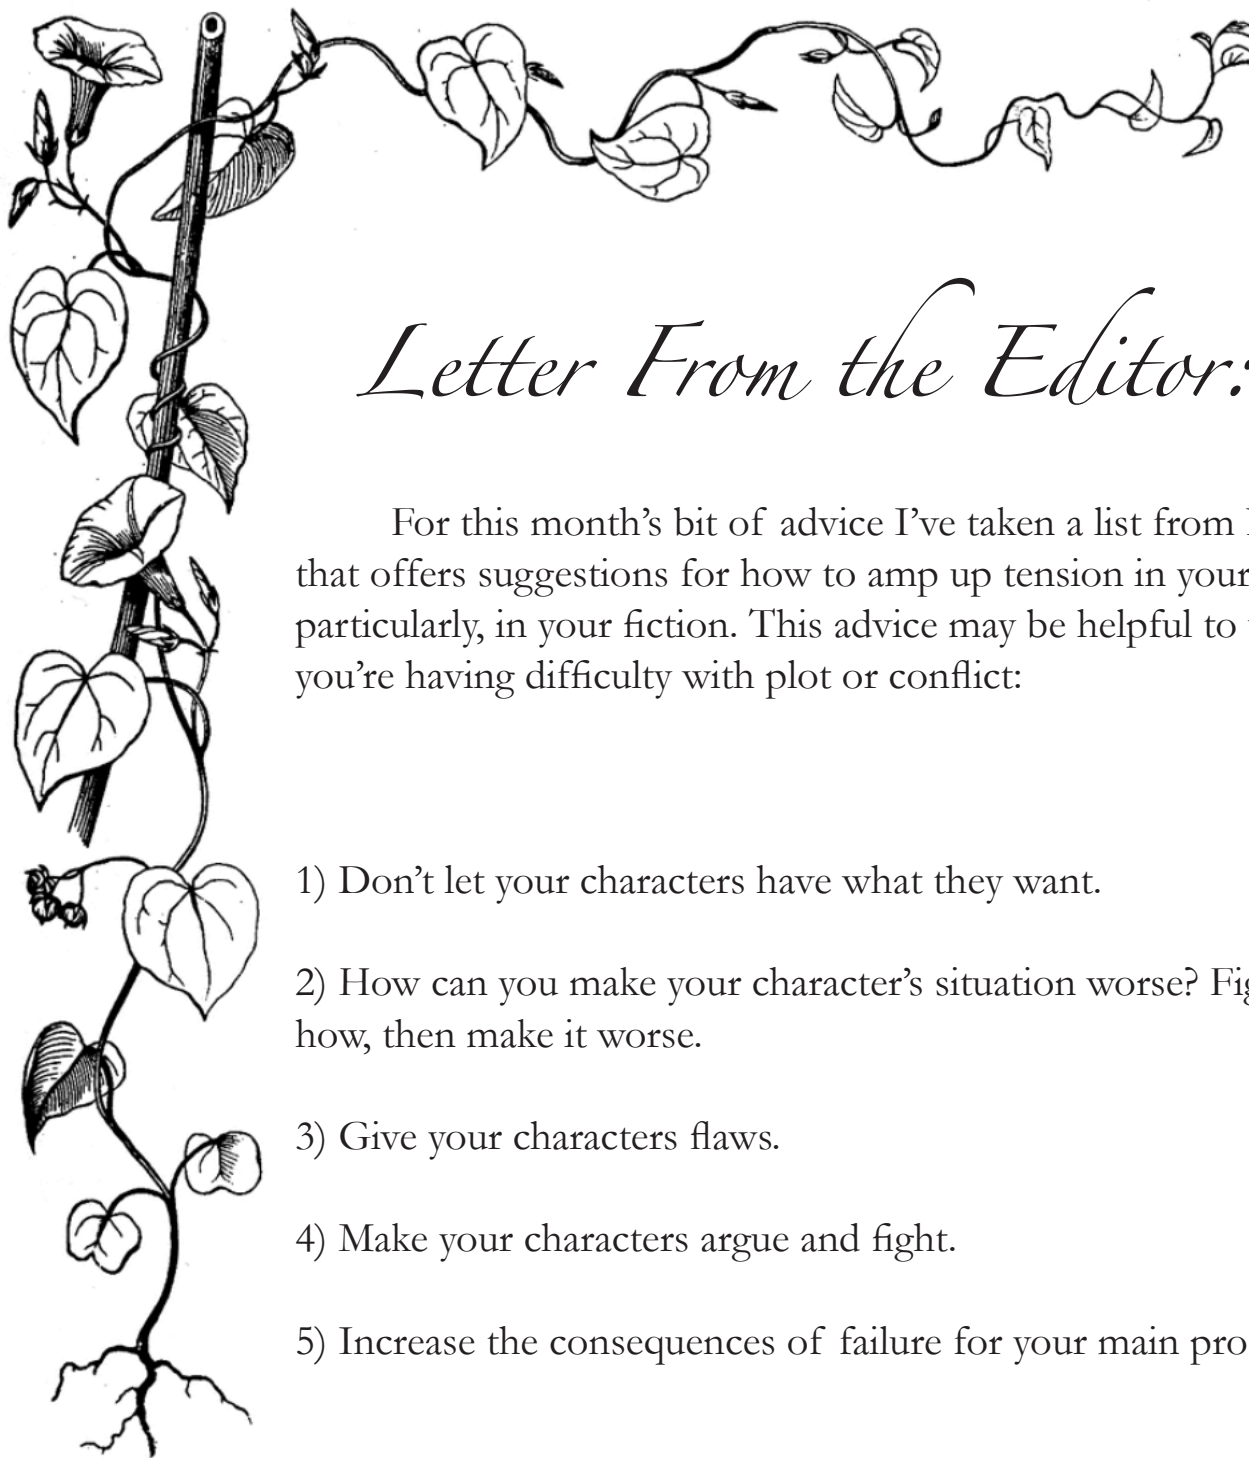 Letter From the Editor:
For this month’s bit of advice I’ve taken a list from
that offers suggestions for how to amp up tension in your
particularly, in your fiction. This advice may be helpful to
you’re having difficulty with plot or conflict:
1) Don’t let your characters have what they want.
2) How can you make your character’s situation worse?
how, then make it worse.
3) Give your characters flaws.
4) Make your characters argue and fight.
5) Increase the consequences of failure for your main